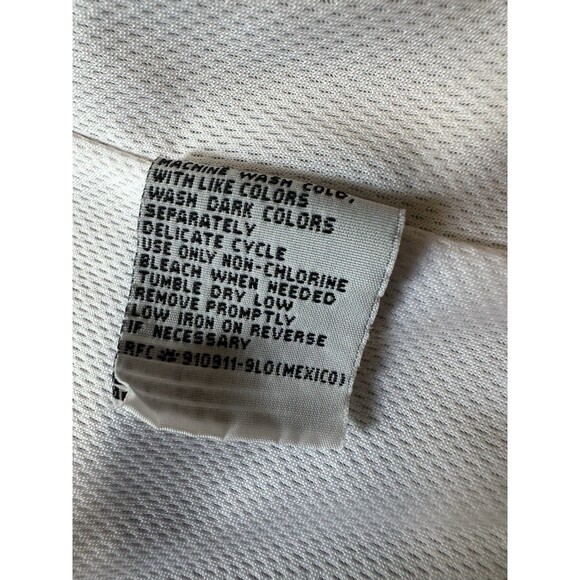 MACHINE WASH COLD,
WITH LIKE COLORS
WASH DARK COLORS
SEPARATELY
DELICATE CYCLE
USE ONLY NON-CHLORINE
BLEACH WHEN NEEDED
TUMBLE DRY LOW
REMOVE PROMPTLY
LOW IRON ON REVERSE
IF NECESSARY
RFC # 910911-9L0(MEXICO)